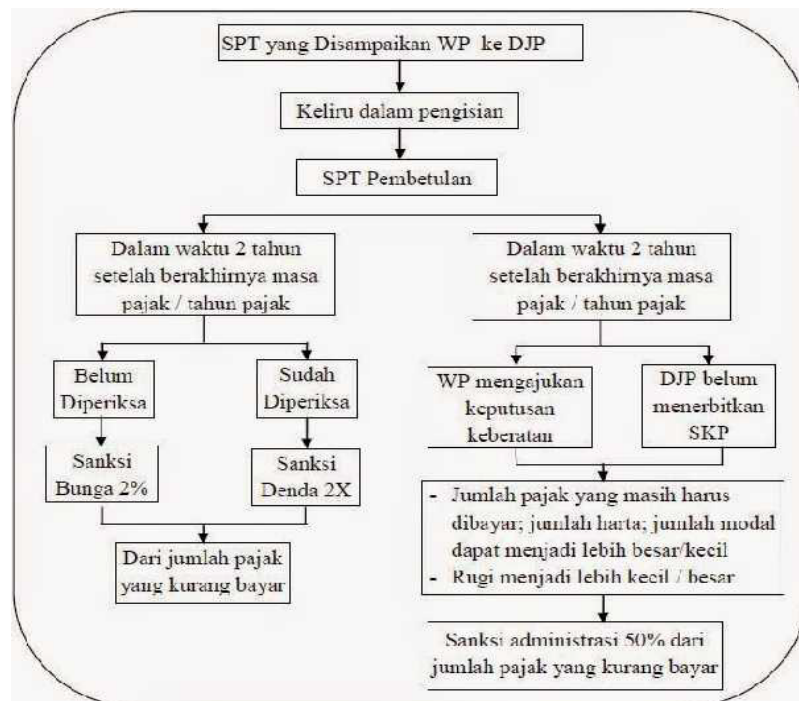 SPT yang Disampaikan WP ke DJP
Keliru dalam pengisian
SPT Pembetulan
Dalam waktu 2 tahun
setelah berakhirnya masa
pajak / tahun pajak
Dalam waktu 2 tahun
setelah berakhirnya masa
pajak / tahun pajak
Belum
Diperiksa
Sudah
Diperiksa
WP mengajukan
keputusan
keberatan
DJP belum
menerbitkan
SKP
Sanksi
Bunga 2%
Sanksi
Denda 2X
- Jumlah pajak yang masih harus
dibayar; jumlah harta; jumlah modal
dapat menjadi lebih besar/kecil
- Rugi menjadi lebih kecil / besar
Dari jumlah pajak
yang kurang bayar
Sanksi administrasi 50% dari
jumlah pajak yang kurang bayar